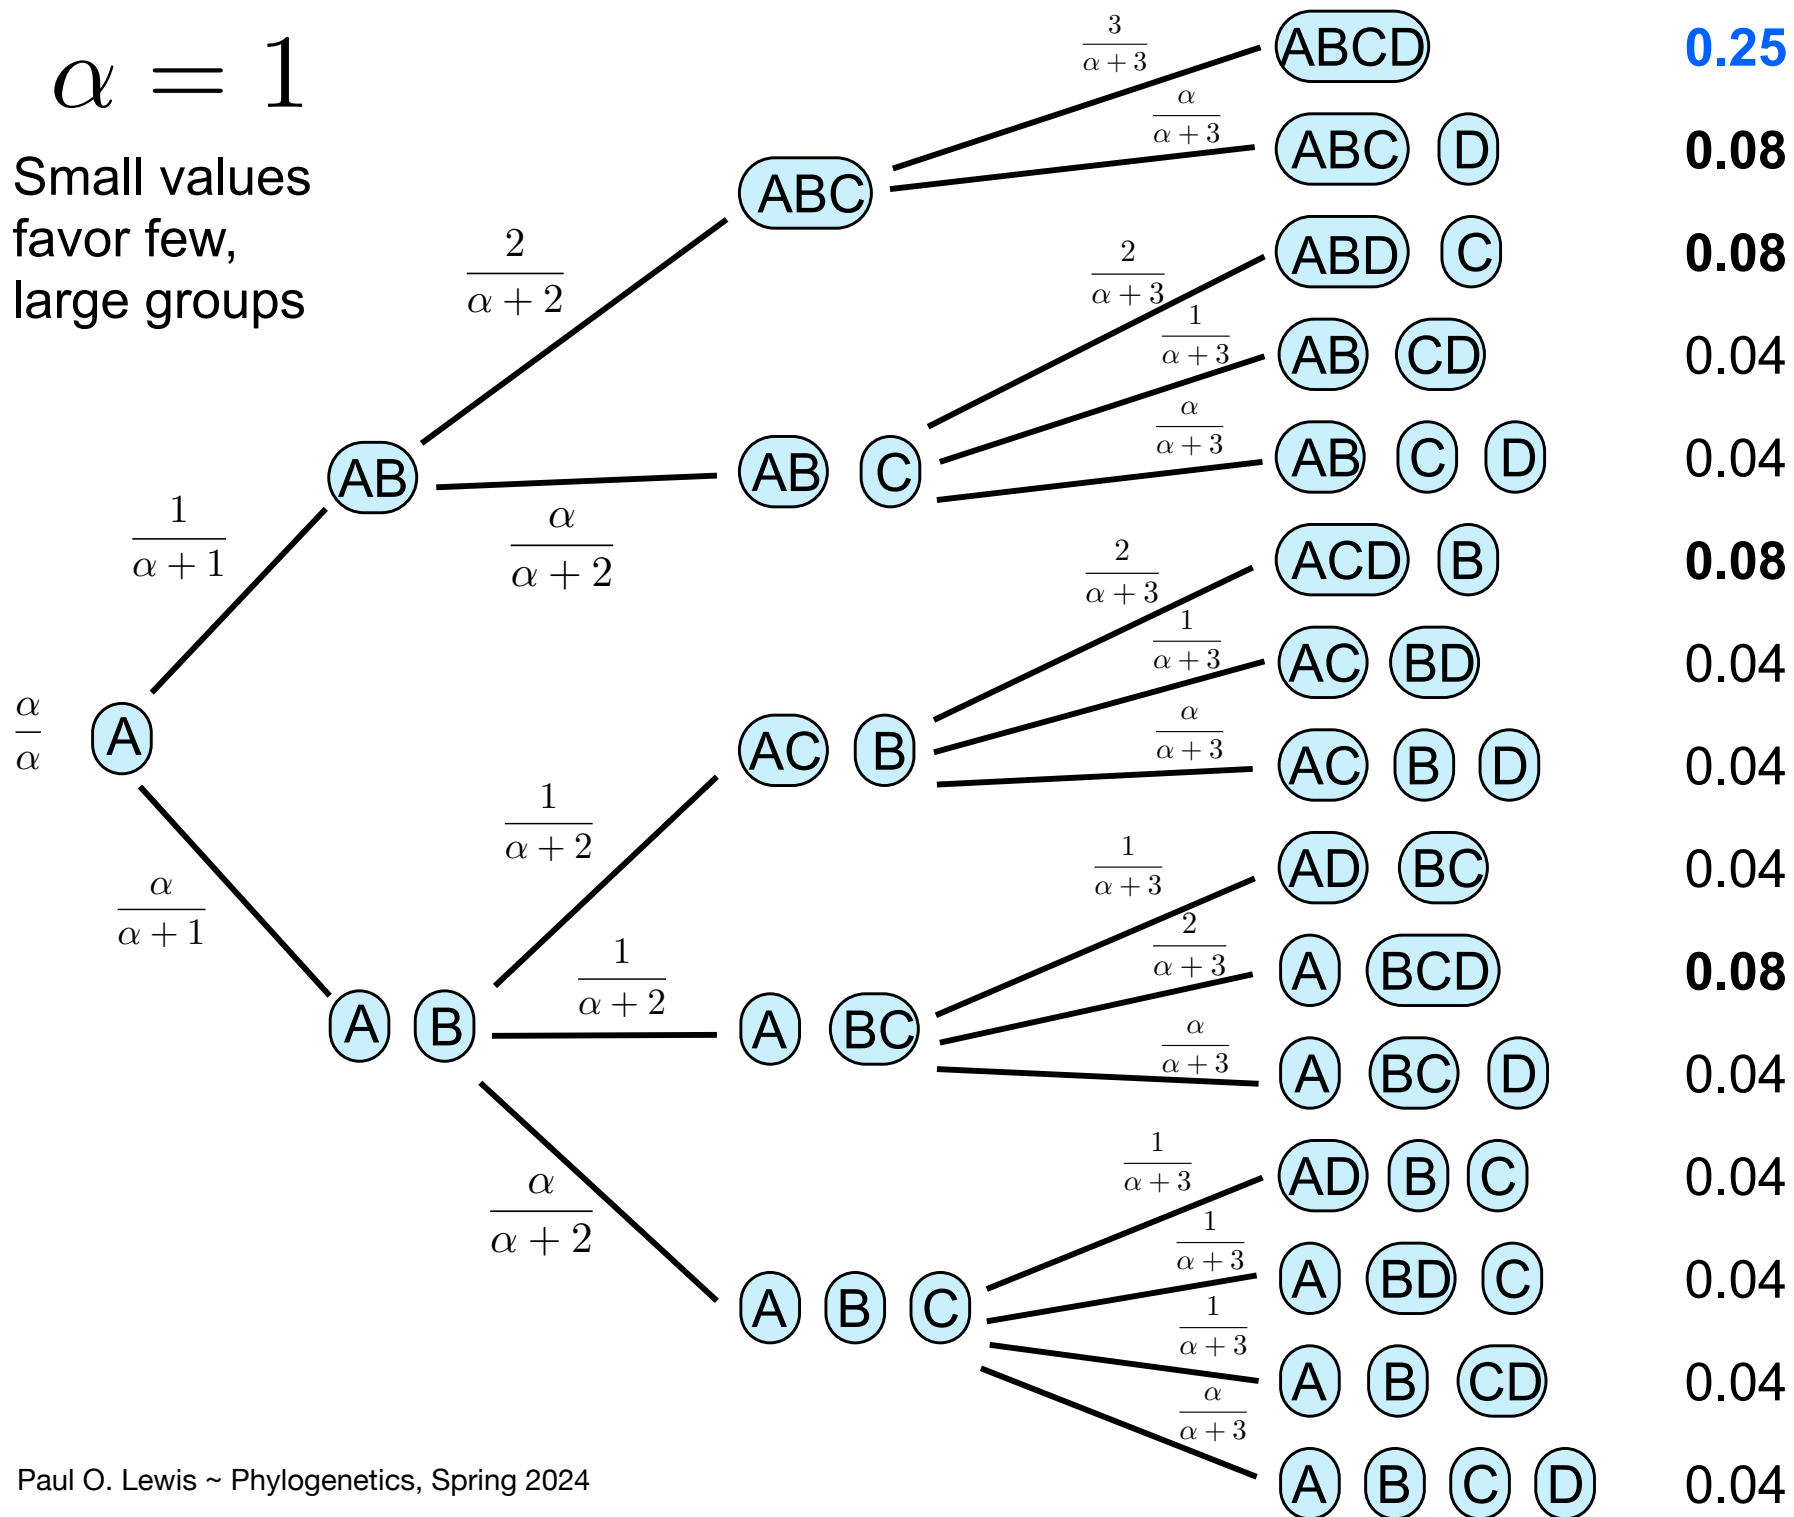 α = 1
Small values
favor few,
large groups
α/α
A
1/(α + 1)
α/(α + 1)
AB
A B
2/(α + 2)
α/(α + 2)
1/(α + 2)
1/(α + 2)
α/(α + 2)
ABC
AB C
AC B
A BC
A B C
3/(α + 3) ABCD 0.25
α/(α + 3) ABC D 0.08
2/(α + 3) ABD C 0.08
1/(α + 3) AB CD 0.04
α/(α + 3) AB C D 0.04
2/(α + 3) ACD B 0.08
1/(α + 3) AC BD 0.04
α/(α + 3) AC B D 0.04
1/(α + 3) AD BC 0.04
2/(α + 3) A BCD 0.08
α/(α + 3) A BC D 0.04
1/(α + 3) AD B C 0.04
1/(α + 3) A BD C 0.04
1/(α + 3) A B CD 0.04
α/(α + 3) A B C D 0.04
Paul O. Lewis ~ Phylogenetics, Spring 2024